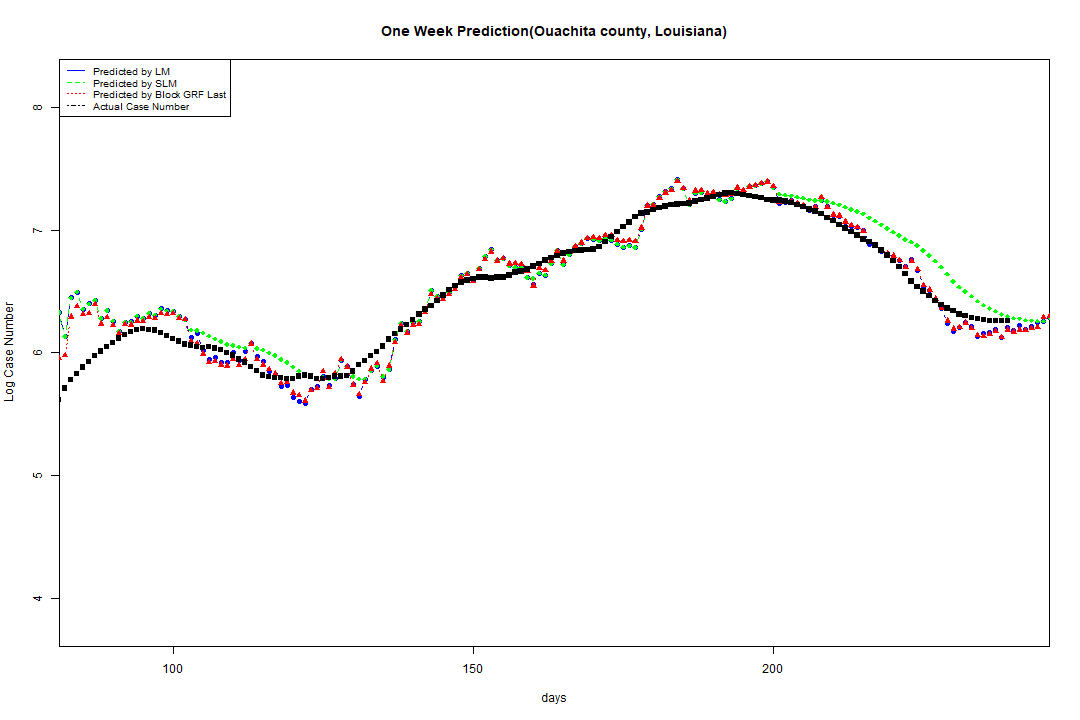 One Week Prediction(Ouachita county, Louisiana)
Predicted by LM
Predicted by SLM
Predicted by Block GRF Last
Actual Case Number
8
7
6
5
4
Log Case Number
100 150 200
days